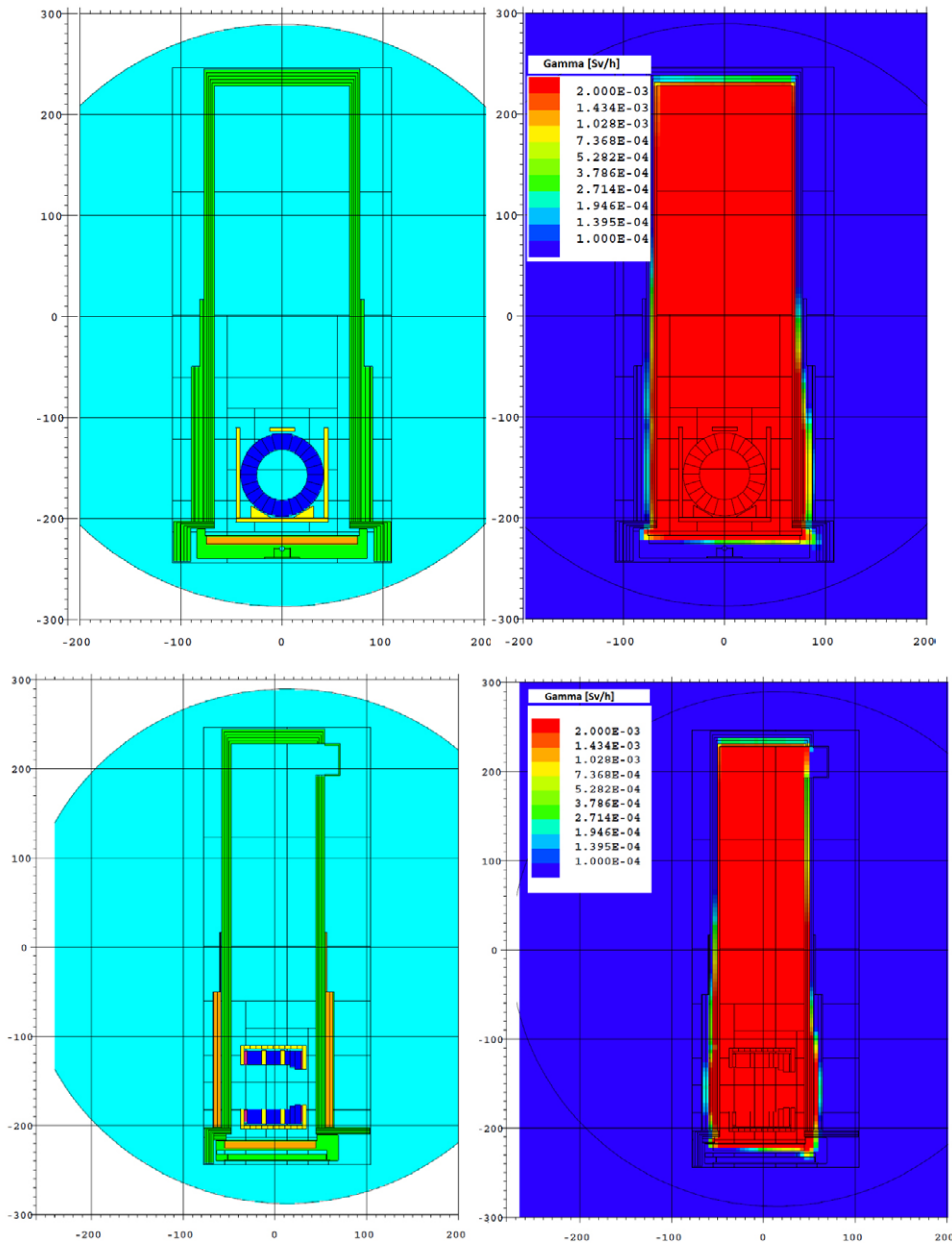 300
200
100
0
-100
-200
-300
-200
-100
0
100
200
300
200
100
0
-100
-200
-300
-200
-100
0
100
200
Gamma [Sv/h]
2.000E-03
1.434E-03
1.028E-03
7.368E-04
5.282E-04
3.786E-04
2.714E-04
1.946E-04
1.395E-04
1.000E-04
300
200
100
0
-100
-200
-300
-200
-100
0
100
200
300
200
100
0
-100
-200
-300
-200
-100
0
100
200
Gamma [Sv/h]
2.000E-03
1.434E-03
1.028E-03
7.368E-04
5.282E-04
3.786E-04
2.714E-04
1.946E-04
1.395E-04
1.000E-04